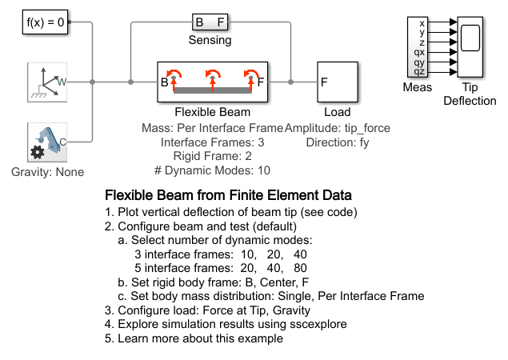 f(x) = 0
B F
Sensing
x
y
z
qx
qy
qz
Meas
Tip
Deflection
W
B
F
Flexible Beam
Mass: Per Interface Frame
Interface Frames: 3
Rigid Frame: 2
# Dynamic Modes: 10
F
Load
Amplitude: tip_force
Direction: fy
C
Gravity: None
Flexible Beam from Finite Element Data
1. Plot vertical deflection of beam tip (see code)
2. Configure beam and test (default)
a. Select number of dynamic modes:
3 interface frames: 10, 20, 40
5 interface frames: 20, 40, 80
b. Set rigid body frame: B, Center, F
c. Set body mass distribution: Single, Per Interface Frame
3. Configure load: Force at Tip, Gravity
4. Explore simulation results using sscexplore
5. Learn more about this example